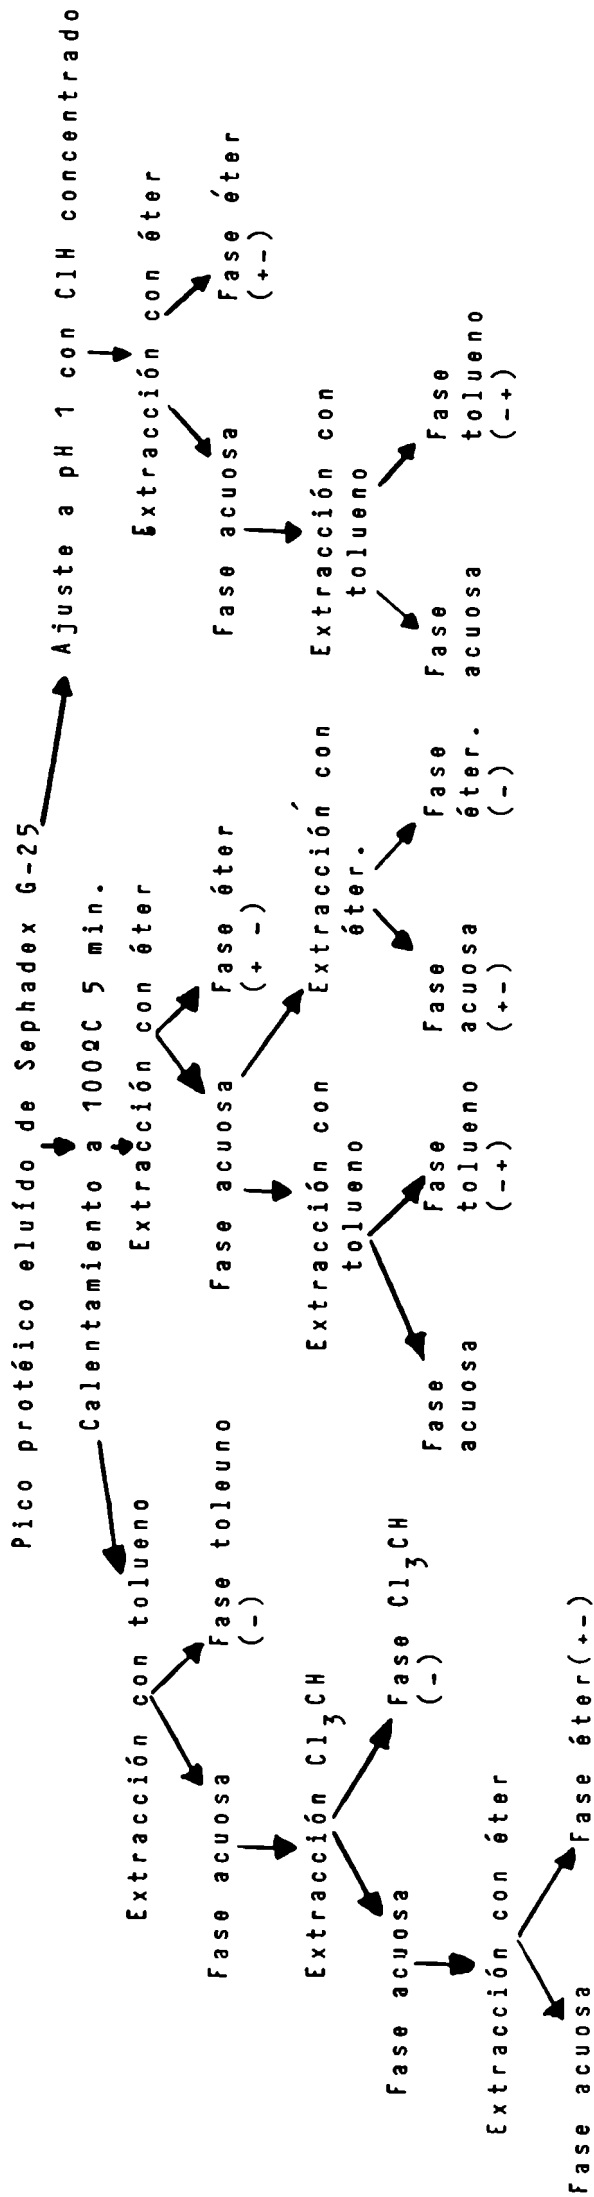 Pico protéico eluído de Sephadex G-25
Calentamiento a 100ºC 5 min.
Ajuste a pH 1 con ClH concentrado
Extracción con tolueno
Extracción con éter
Extracción con éter
Fase acuosa
Fase toleuno
(-)
Fase acuosa
Fase éter
(+ -)
Fase acuosa
Fase éter
(+-)
Extracción Cl3CH
Extracción con
tolueno
Extracción con
éter.
Extracción con
tolueno
Fase acuosa
Fase Cl3CH
(-)
Fase
acuosa
Fase
tolueno
(-+)
Fase
acuosa
(+-)
Fase
éter.
(-)
Fase
acuosa
Fase
tolueno
(-+)
Extracción con éter
Fase acuosa
Fase éter(+-)